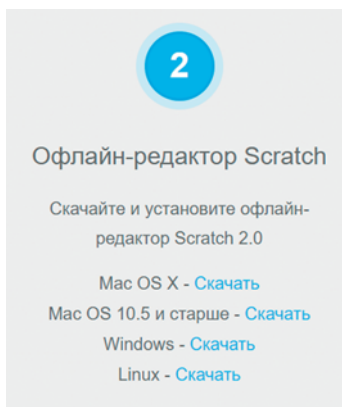 2
Офлайн-редактор Scratch
Скачайте и установите офлайн-
редактор Scratch 2.0
Mac OS X - Скачать
Mac OS 10.5 и старше - Скачать
Windows - Скачать
Linux - Скачать